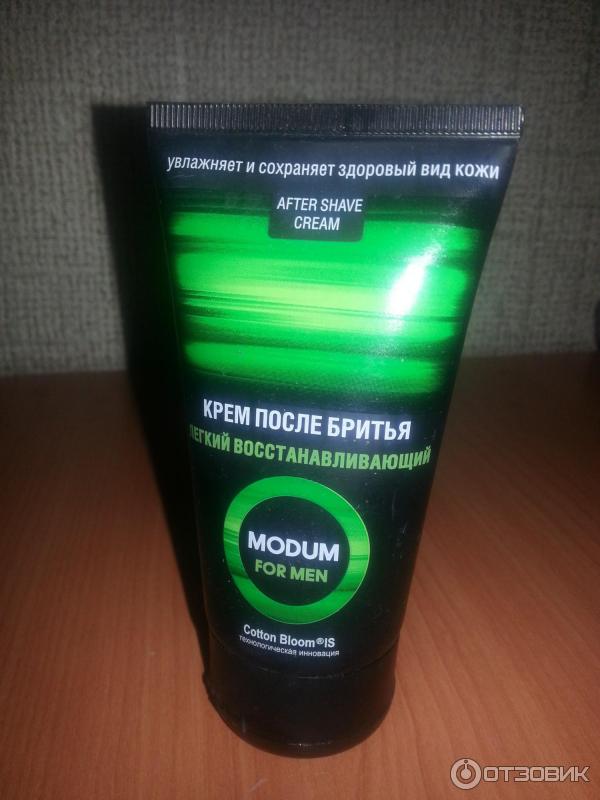 увлажняет и сохраняет здоровый вид кожи
AFTER SHAVE
CREAM
КРЕМ ПОСЛЕ БРИТЬЯ
ЛЕГКИЙ ВОССТАНАВЛИВАЮЩИЙ
MODUM
FOR MEN
Cotton Bloom®IS
технологическая инновация
ОТЗОВИК